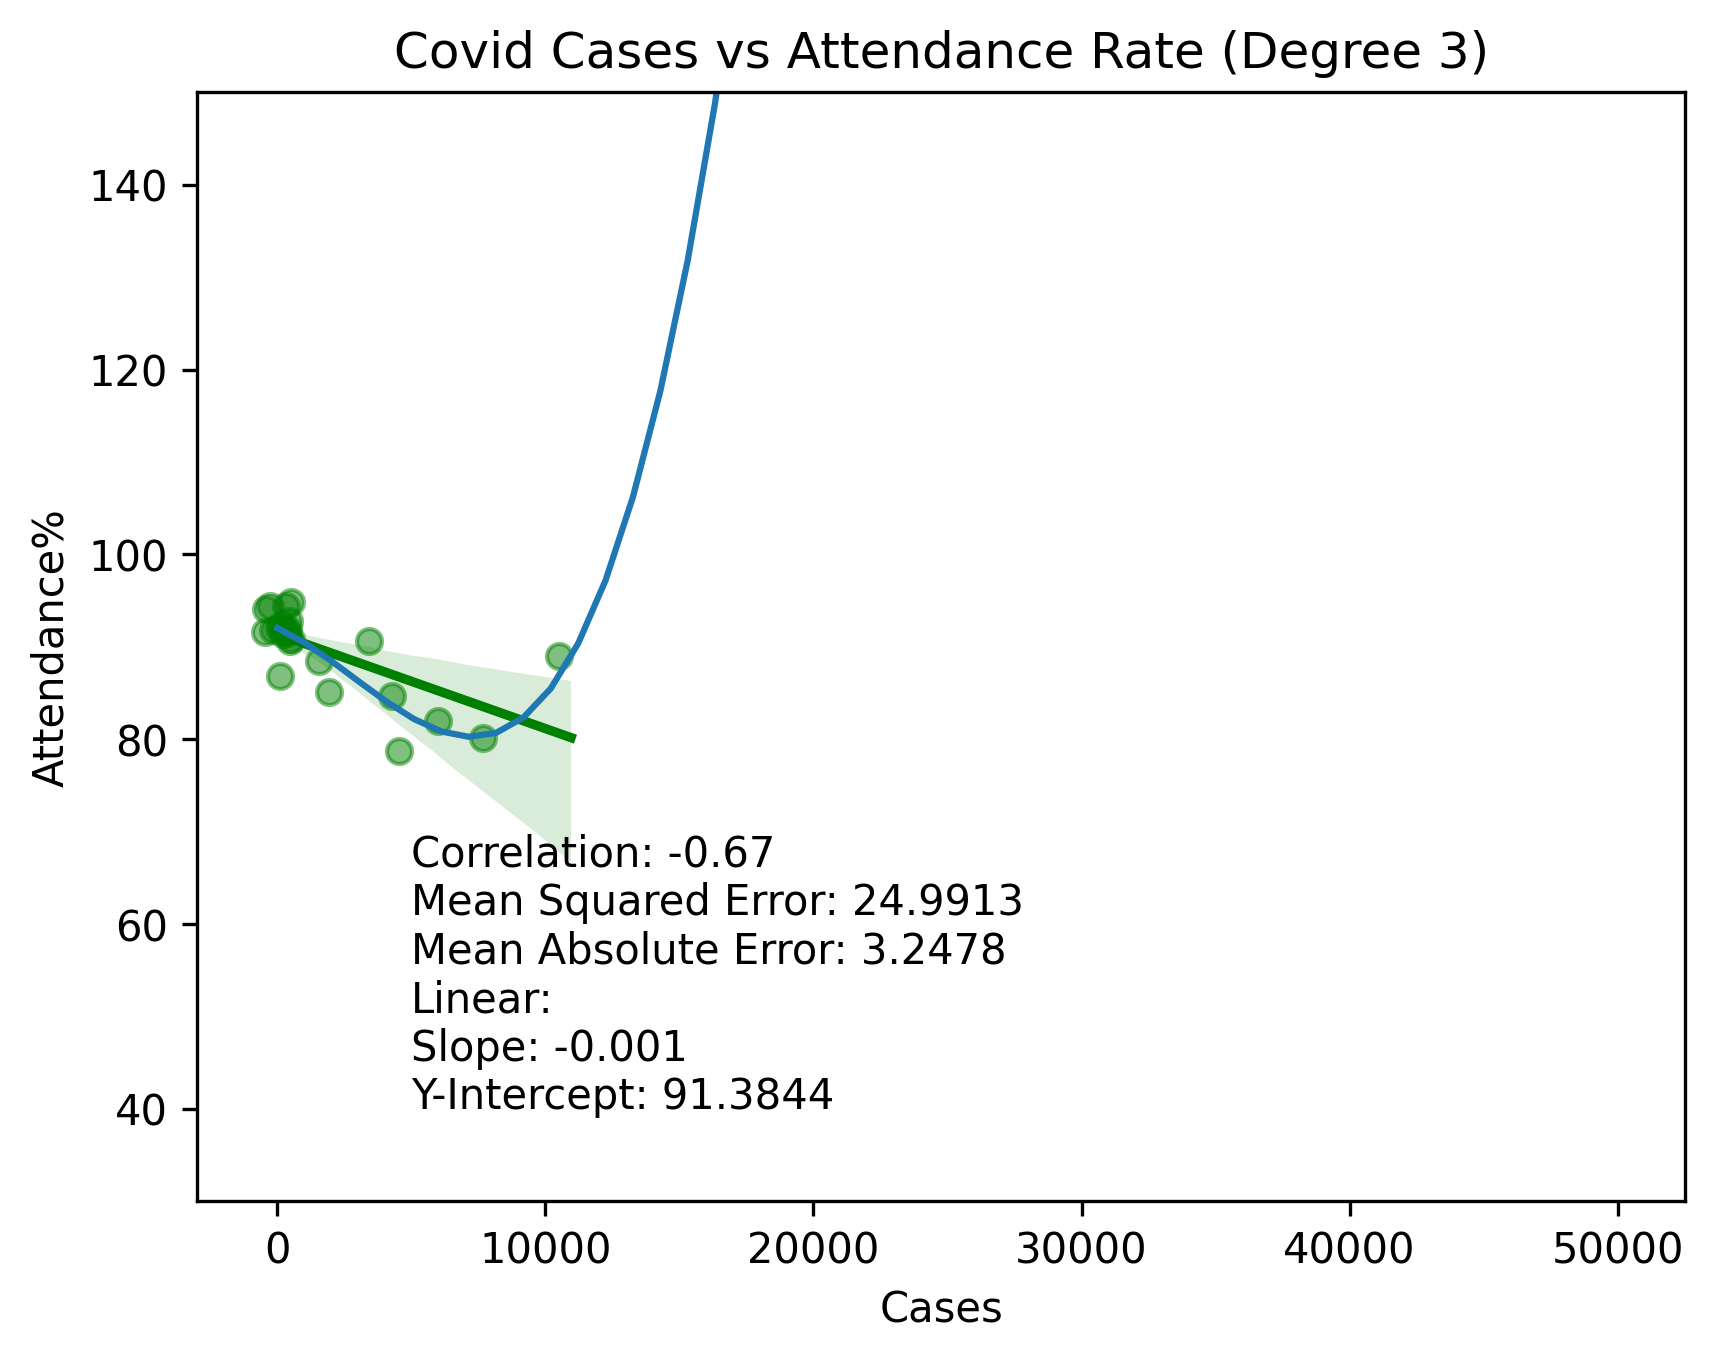 Covid Cases vs Attendance Rate (Degree 3)
140
120
100
80
60
40
Attendance%
Correlation: -0.67
Mean Squared Error: 24.9913
Mean Absolute Error: 3.2478
Linear:
Slope: -0.001
Y-Intercept: 91.3844
0 10000 20000 30000 40000 50000
Cases